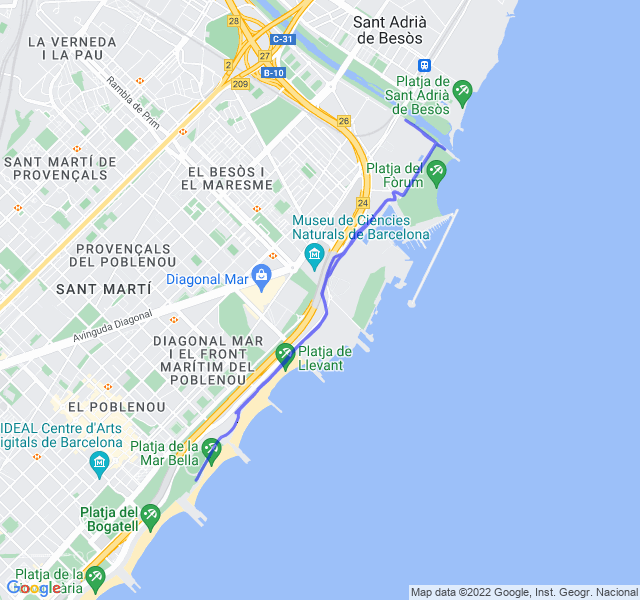 Sant Adrià
de Besòs
28
C-31
LA VERNEDA
I LA PAU
27
2
B-10
209
Platja de
Sant Adrià
de Besòs
Rambla de Prim
26
SANT MARTÍ DE
PROVENÇALS
EL BESÒS I
EL MARESME
Platja del
Fòrum
24
Museu de Ciències
Naturals de Barcelona
PROVENÇALS
DEL POBLENOU
Diagonal Mar
SANT MARTÍ
Avinguda Diagonal
DIAGONAL MAR
I EL FRONT
MARÍTIM DEL
POBLENOU
Platja de
Llevant
EL POBLENOU
IDEAL Centre d'Arts
igitals de Barcelona
Platja de la
Mar Bella
Platja del
Bogatell
Platja de la
ària
Google
Map data ©2022 Google, Inst. Geogr. Nacional